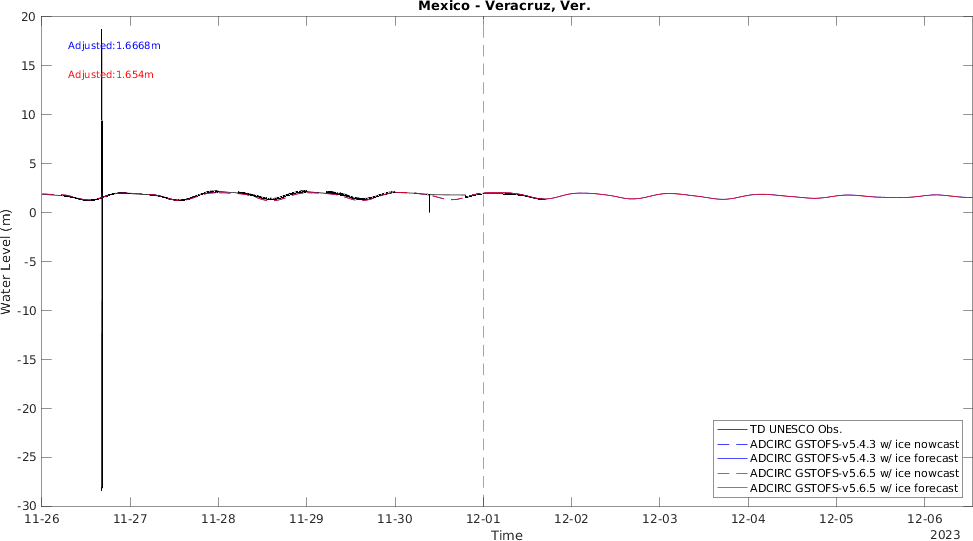 Mexico - Veracruz, Ver.
20
Adjusted:1.6668m
15
Adjusted:1.654m
10
5
0
-5
-10
-15
-20
-25
-30
Water Level (m)
TD UNESCO Obs.
ADCIRC GSTOFS-v5.4.3 w/ ice nowcast
ADCIRC GSTOFS-v5.4.3 w/ ice forecast
ADCIRC GSTOFS-v5.6.5 w/ ice nowcast
ADCIRC GSTOFS-v5.6.5 w/ ice forecast
11-26 11-27 11-28 11-29 11-30 12-01 12-02 12-03 12-04 12-05 12-06
Time
2023